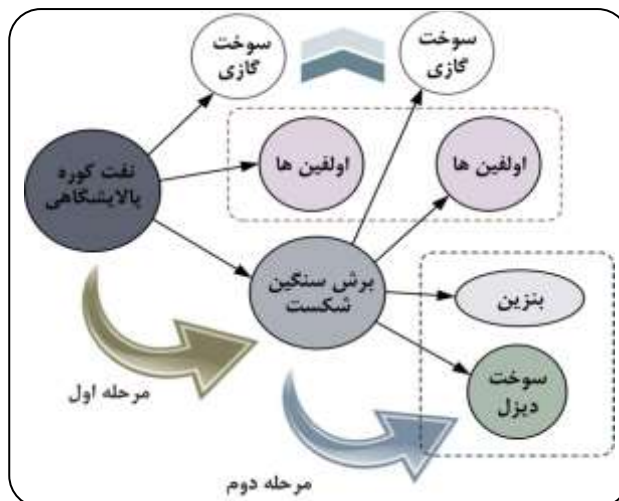 سوخت
گازی
سوخت
گازی
نفت کوره
پالایشگاهی
اولفین ها
اولفین ها
برش سنگین
شکست
بنزین
سوخت
دیزل
مرحله اول
مرحله دوم